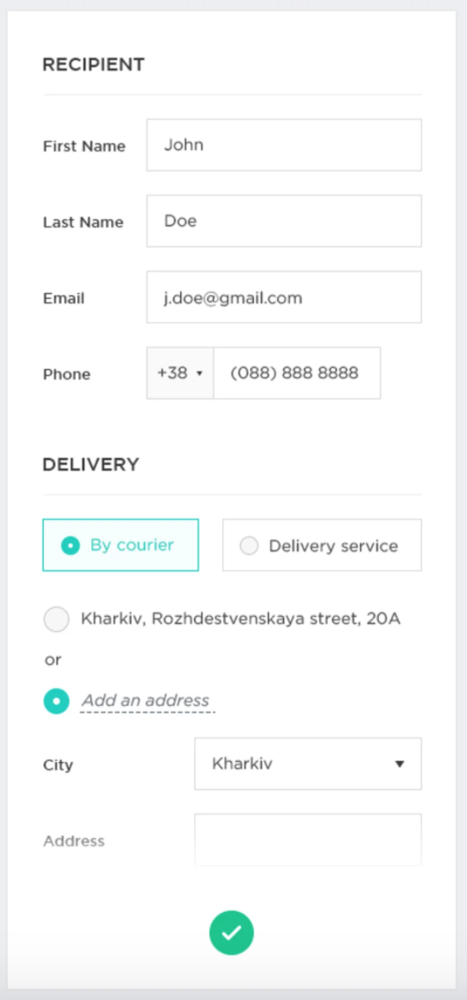 RECIPIENT
First Name John
Last Name Doe
Email j.doe@gmail.com
Phone +38 (088) 888 8888
DELIVERY
By courier Delivery service
Kharkiv, Rozhdestvenskaya street, 20A
or
Add an address
City Kharkiv
Address